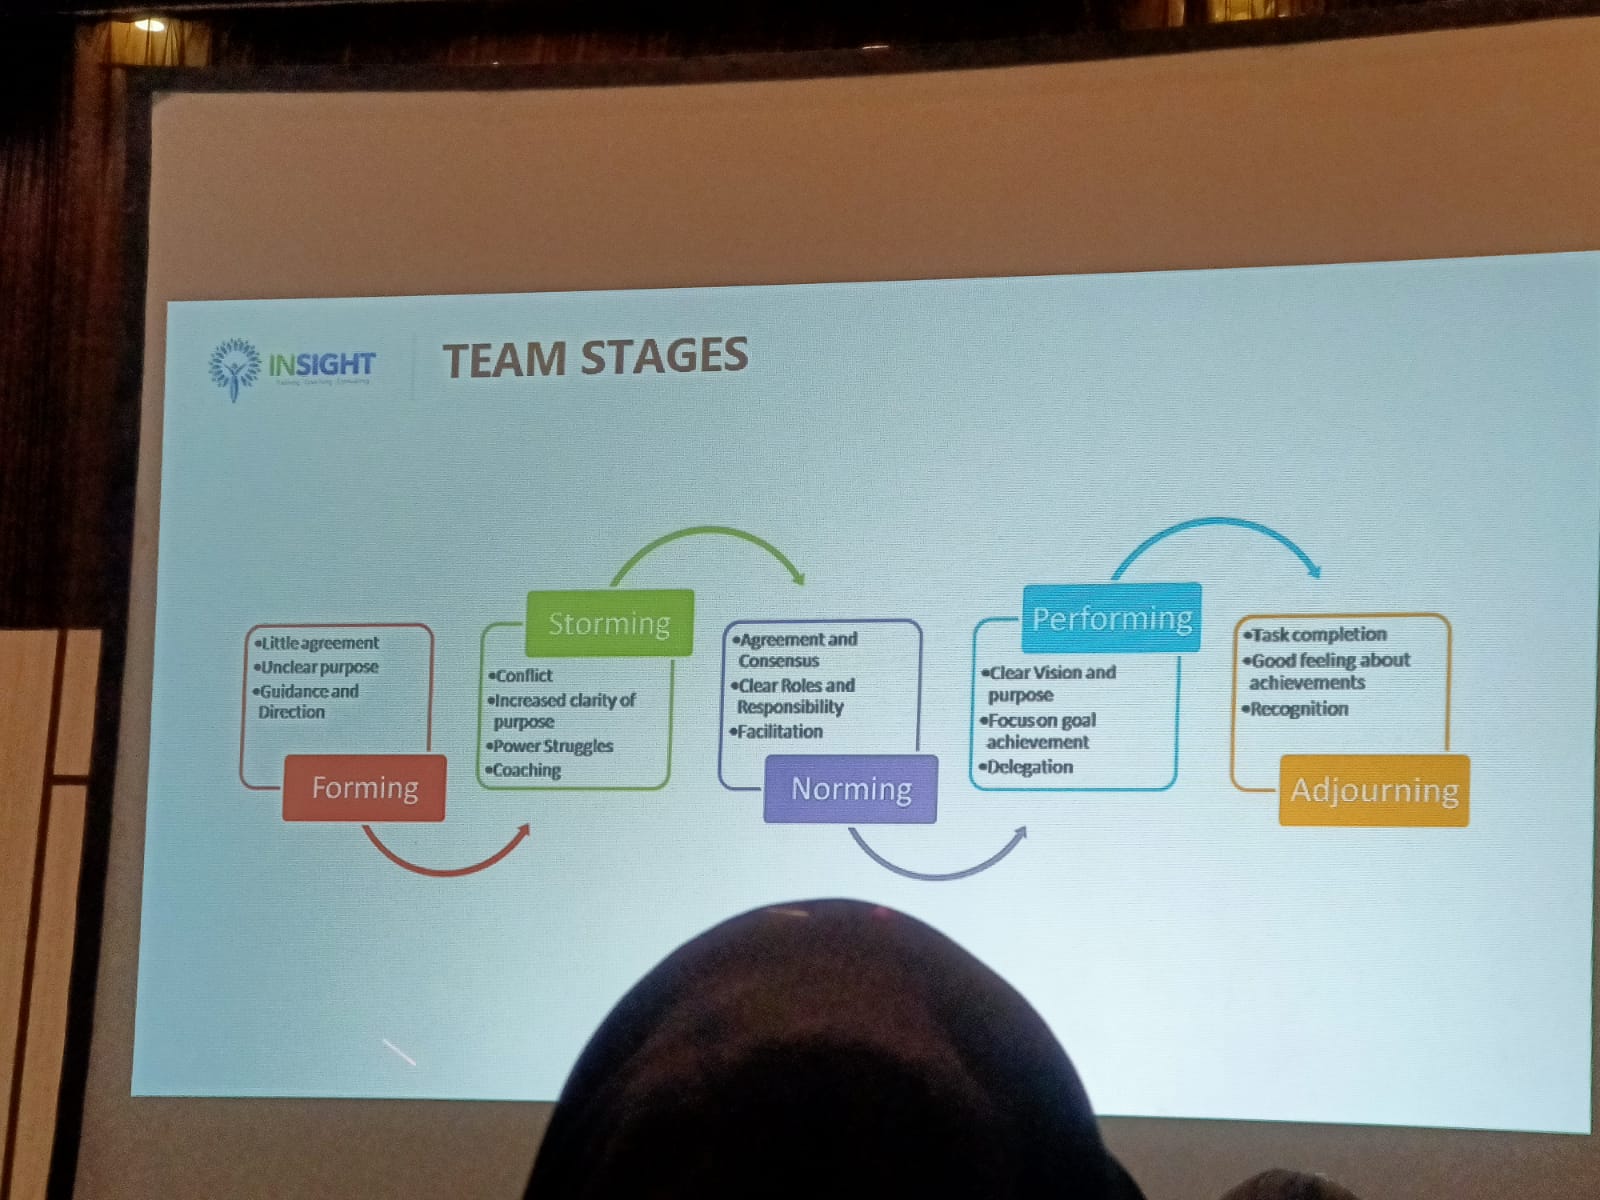 INSIGHT
TEAM STAGES
•Little agreement
•Unclear purpose
•Guidance and
Direction
Forming
Storming
•Conflict
•Increased clarity of
purpose
•Power Struggles
•Coaching
•Agreement and
Consensus
•Clear Roles and
Responsibility
•Facilitation
Norming
Performing
•Clear Vision and
purpose
•Focus on goal
achievement
•Delegation
•Task completion
•Good feeling about
achievements
•Recognition
Adjourning